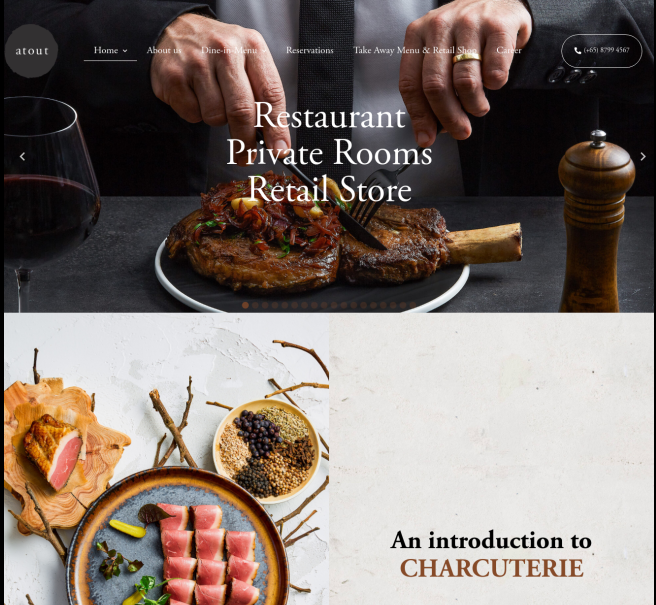 atout
Home
About us
Dine-in Menu
Reservations
Take Away Menu & Retail Shop
Career
(+65) 8799 4567
Restaurant
Private Rooms
Retail Store
An introduction to
CHARCUTERIE